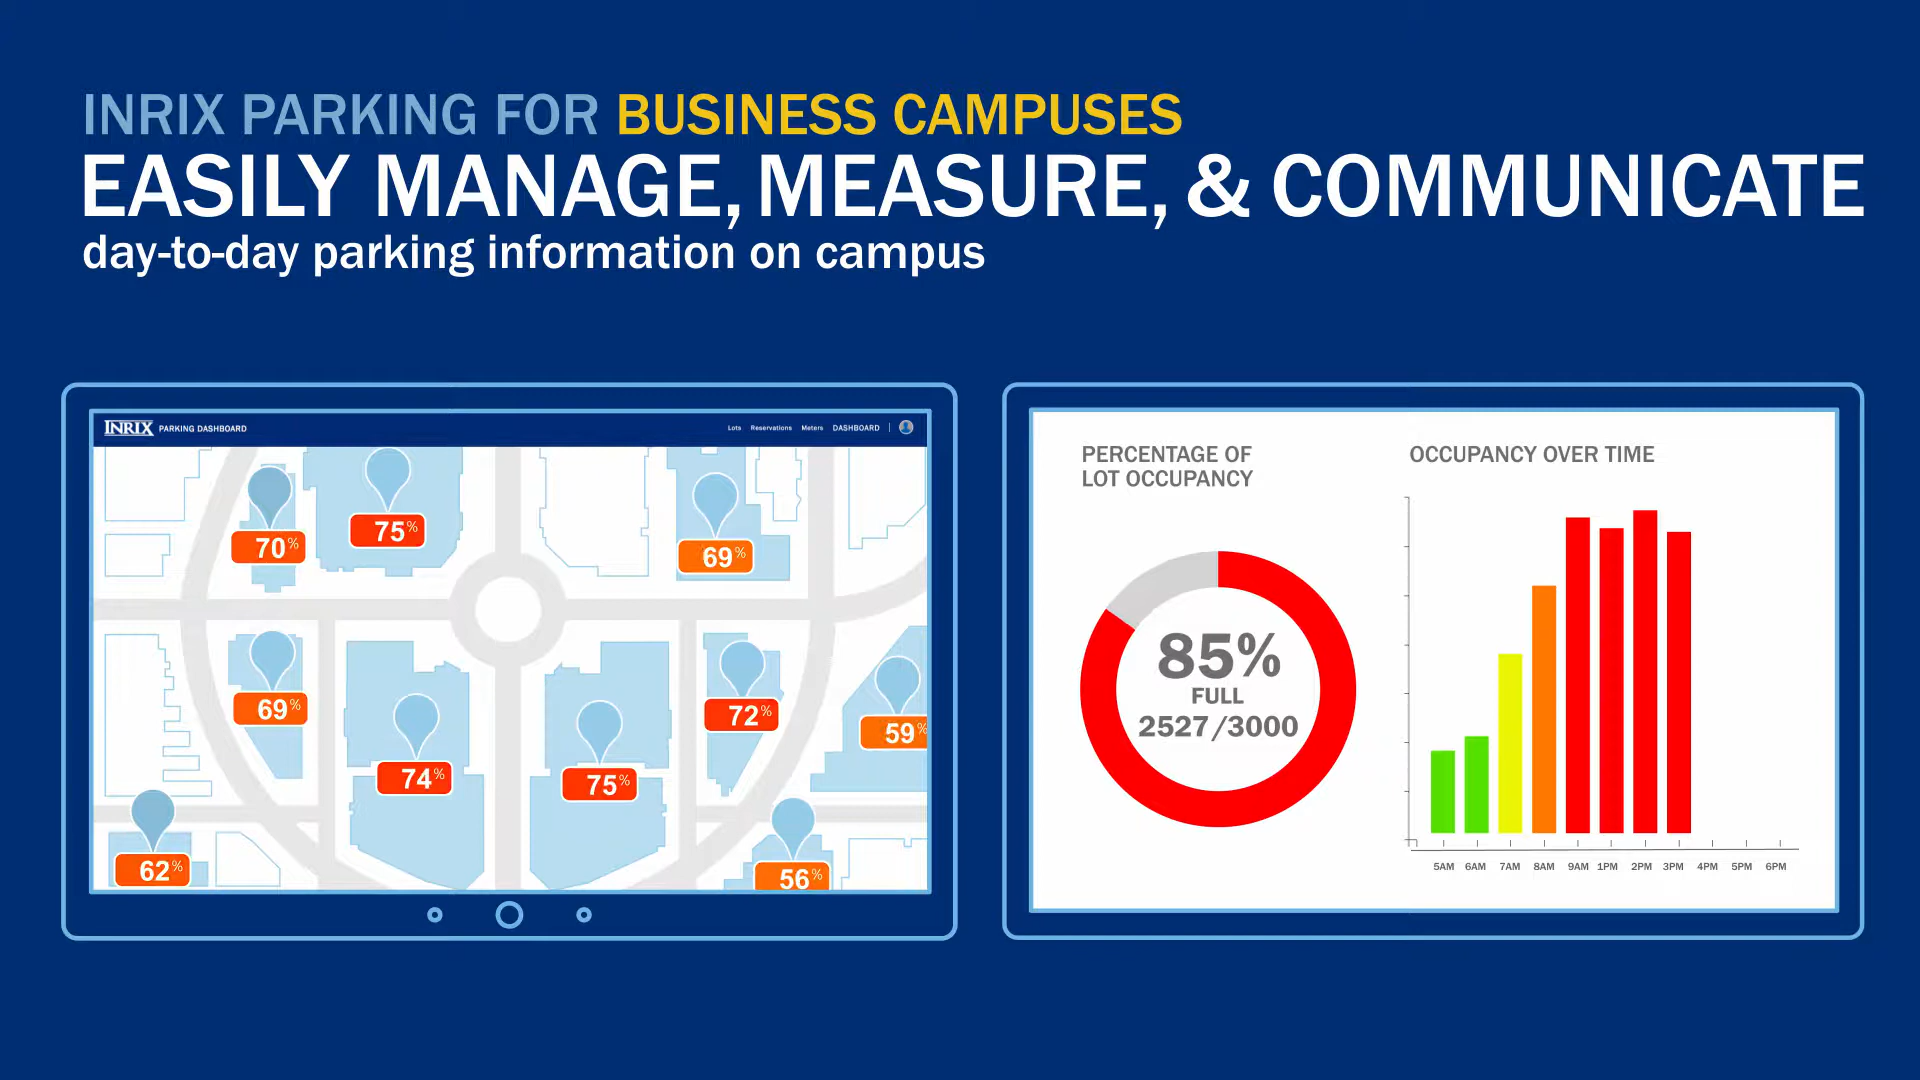 INRIX PARKING FOR BUSINESS CAMPUSES
EASILY MANAGE, MEASURE, & COMMUNICATE
day-to-day parking information on campus
INRIX PARKING DASHBOARD
Lots Reservations Meters DASHBOARD
70%
75%
69%
69%
74%
75%
72%
59%
62%
56%
PERCENTAGE OF
LOT OCCUPANCY
85%
FULL
2527/3000
OCCUPANCY OVER TIME
5AM 6AM 7AM 8AM 9AM 1PM 2PM 3PM 4PM 5PM 6PM